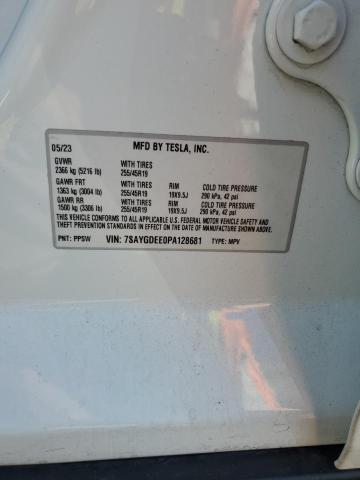 05/23 MFD BY TESLA, INC.
GVWR WITH TIRES
2366 kg (5216 lb) 255/45R19
GAWR FRT WITH TIRES RIM COLD TIRE PRESSURE
1363 kg (3004 lb) 255/45R19 19X9.5J 290 kPa, 42 psi
GAWR RR WITH TIRES RIM COLD TIRE PRESSURE
1500 kg (3306 lb) 255/45R19 19X9.5J 290 kPa, 42 psi
THIS VEHICLE CONFORMS TO ALL APPLICABLE U.S. FEDERAL MOTOR VEHICLE SAFETY AND
THEFT PREVENTION STANDARDS IN EFFECT ON THE DATE OF MANUFACTURE SHOWN ABOVE.
PNT: PPSW VIN: 7SAYGDEE0PA128681 TYPE: MPV